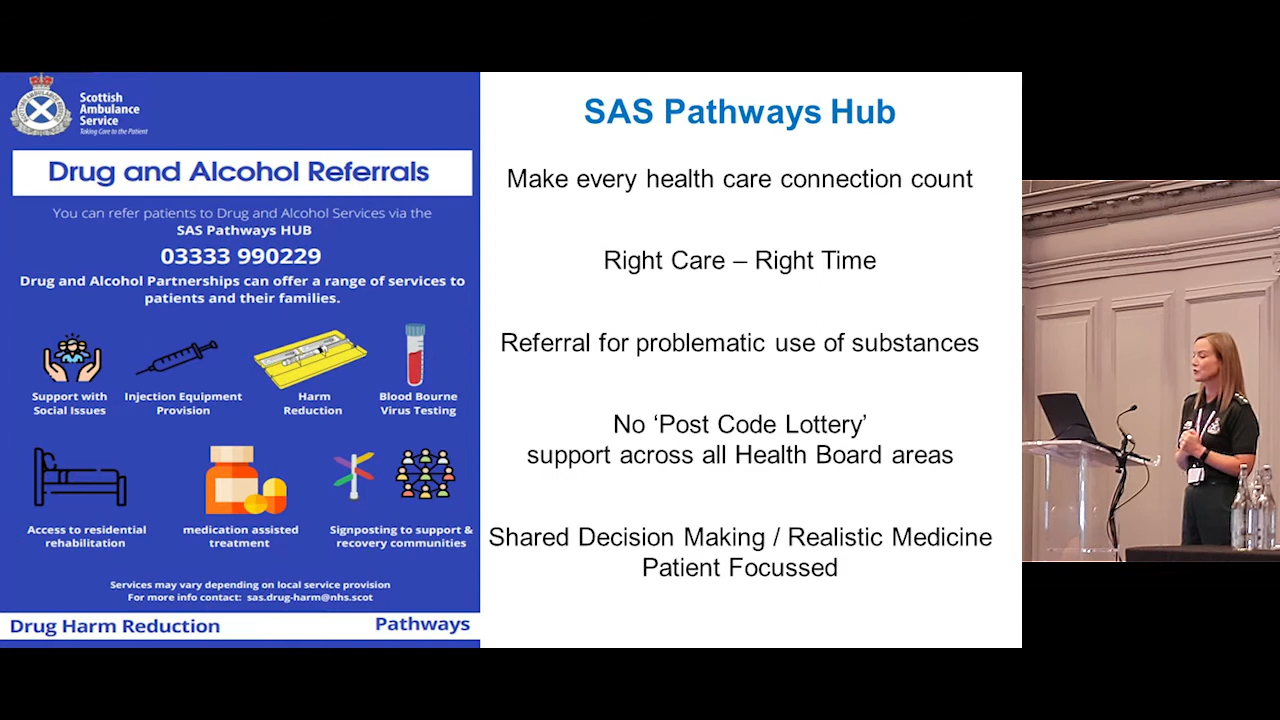 Scottish
Ambulance
Service
Taking Care to the Patient
Drug and Alcohol Referrals
You can refer patients to Drug and Alcohol Services via the
SAS Pathways HUB
03333 990229
Drug and Alcohol Partnerships can offer a range of services to
patients and their families.
Support with
Social Issues
Injection Equipment
Provision
Harm
Reduction
Blood Bourne
Virus Testing
Access to residential
rehabilitation
medication assisted
treatment
Signposting to support &
recovery communities
Services may vary depending on local service provision
For more info contact: sas.drug-harm@nhs.scot
Drug Harm Reduction
Pathways
SAS Pathways Hub
Make every health care connection count
Right Care – Right Time
Referral for problematic use of substances
No ‘Post Code Lottery’
support across all Health Board areas
Shared Decision Making / Realistic Medicine
Patient Focussed